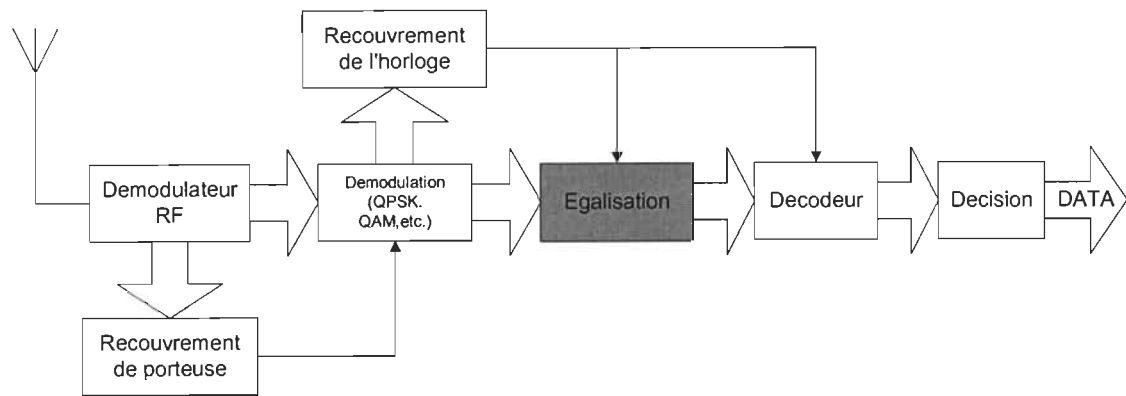 Recouvrement
de l'horloge
Demodulateur
RF
Demodulation
(QPSK.
QAM,etc.)
Egalisation
Decodeur
Decision
DATA
Recouvrement
de porteuse